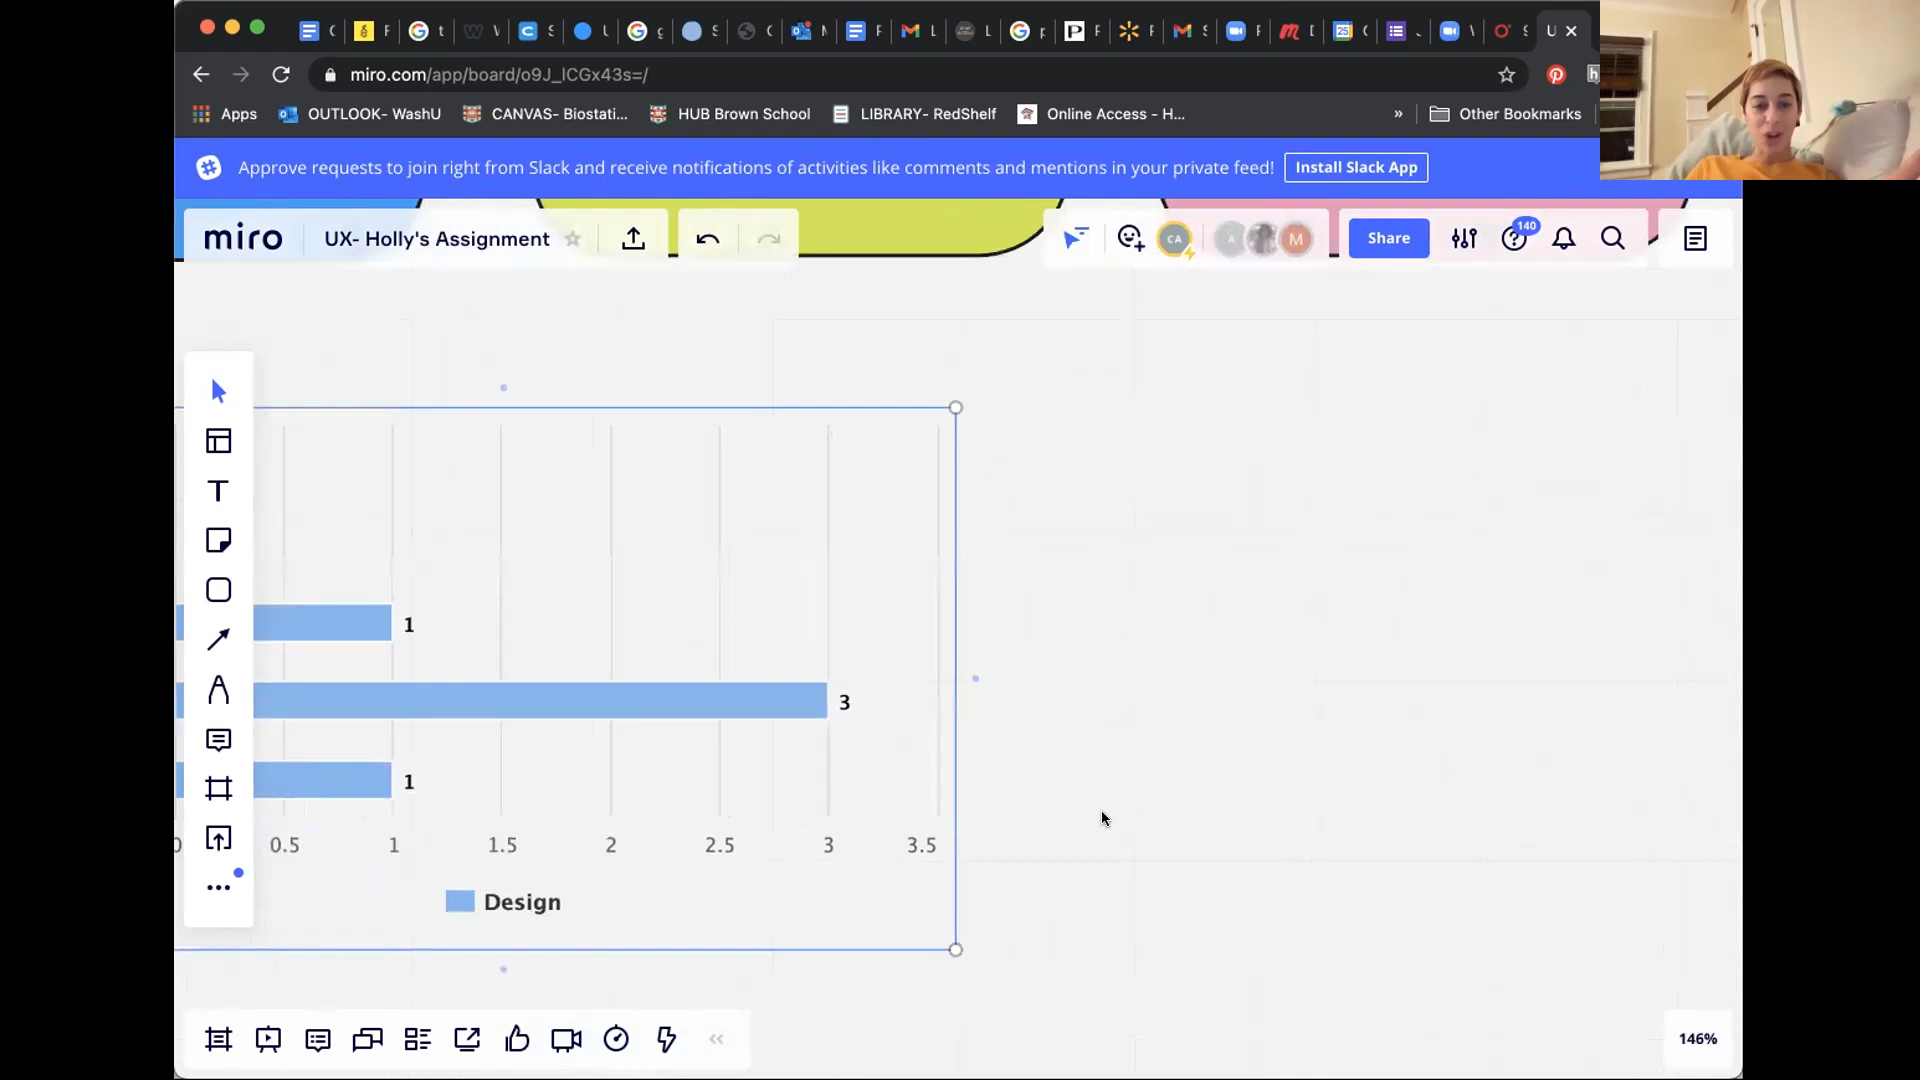 U
miro.com/app/board/o9J_lCGx43s=/
Apps OUTLOOK- WashU CANVAS- Biostati... HUB Brown School LIBRARY- RedShelf Online Access - H... » Other Bookmarks
Approve requests to join right from Slack and receive notifications of activities like comments and mentions in your private feed! Install Slack App
miro UX- Holly's Assignment CA A M Share 140
1
3
1
0.5 1 1.5 2 2.5 3 3.5
Design
146%